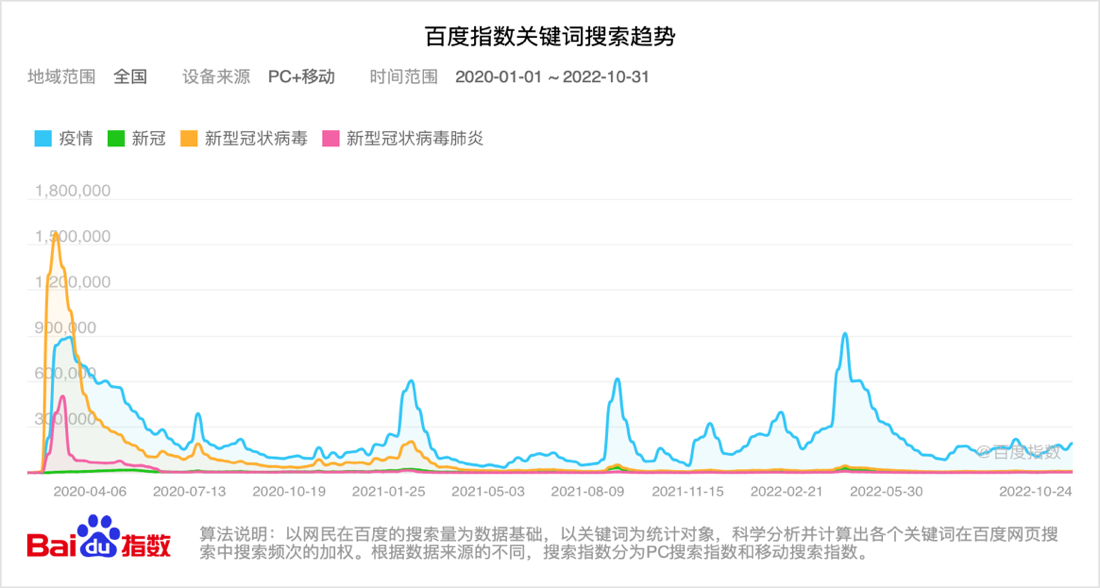 百度指数关键词搜索趋势
地域范围 全国 设备来源 PC+移动 时间范围 2020-01-01 ~ 2022-10-31
疫情 新冠 新型冠状病毒 新型冠状病毒肺炎
1,800,000
1,500,000
1,200,000
900,000
600,000
300,000
@百度指数
2020-04-06 2020-07-13 2020-10-19 2021-01-25 2021-05-03 2021-08-09 2021-11-15 2022-02-21 2022-05-30 2022-10-24
Bai du 指数
算法说明：以网民在百度的搜索量为数据基础，以关键词为统计对象，科学分析并计算出各个关键词在百度网页搜
索中搜索频次的加权。根据数据来源的不同，搜索指数分为PC搜索指数和移动搜索指数。